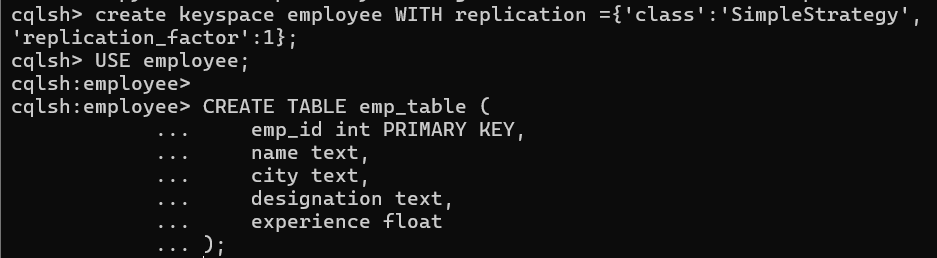 cqlsh> create keyspace employee WITH replication ={'class':'SimpleStrategy',
'replication_factor':1};
cqlsh> USE employee;
cqlsh:employee>
cqlsh:employee> CREATE TABLE emp_table (
            ...     emp_id int PRIMARY KEY,
            ...     name text,
            ...     city text,
            ...     designation text,
            ...     experience float
            ... );